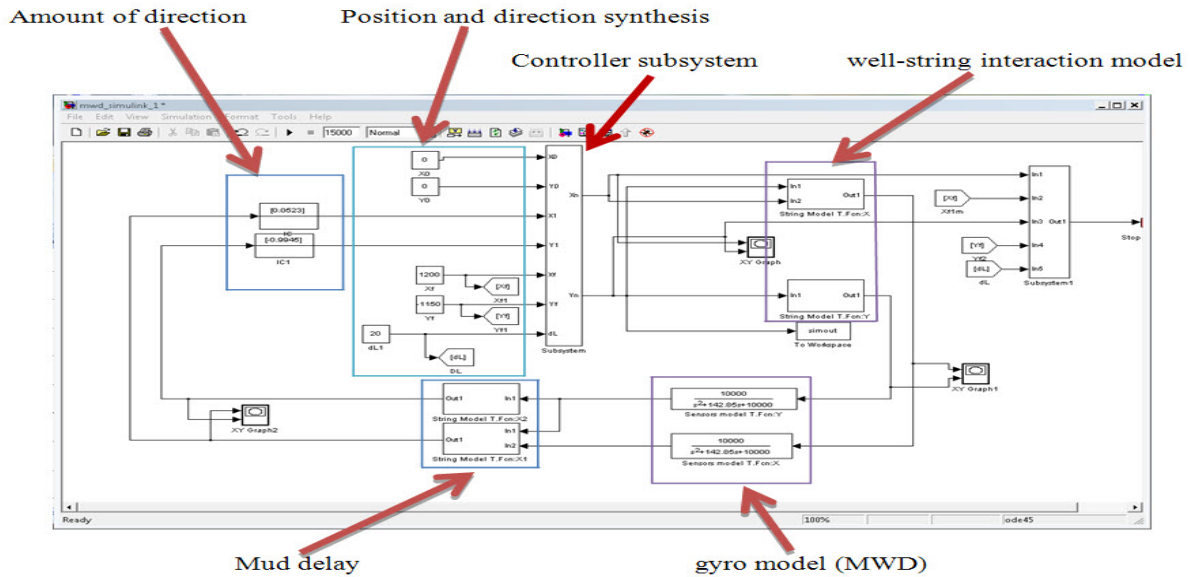 Amount of direction
Position and direction synthesis
Controller subsystem
well-string interaction model
mwd_simulink_1 *
File Edit View Simulation Format Tools Help
15000
Normal
0
X0
0
Y0
[0.0523]
IC
[-0.9945]
IC1
1200
Xf
[Xf]
Xf1
-1150
Yf
[Yf]
Yf1
20
dL1
[dL]
DL
X0
Y0
X1
Y1
Xf
Yf
dL
Xn
Yn
Subsystem
In1
In2
Out1
String Model T.Fcn:X
XY Graph
In1
Out1
String Model T.Fcn:Y
simout
To Workspace
[Xf]
Xf1m
[Yf]
Yf2
[dL]
dL
In1
In2
In3
In4
In5
Out1
Subsystem1
Stop
XY Graph1
10000
s²+142.85s+10000
Sensors model T.Fcn:Y
10000
s²+142.85s+10000
Sensors model T.Fcn:X
Out1
In1
String Model T.Fcn:X2
Out1
In1
In2
String Model T.Fcn:X1
XY Graph2
Ready
100%
ode45
Mud delay
gyro model (MWD)